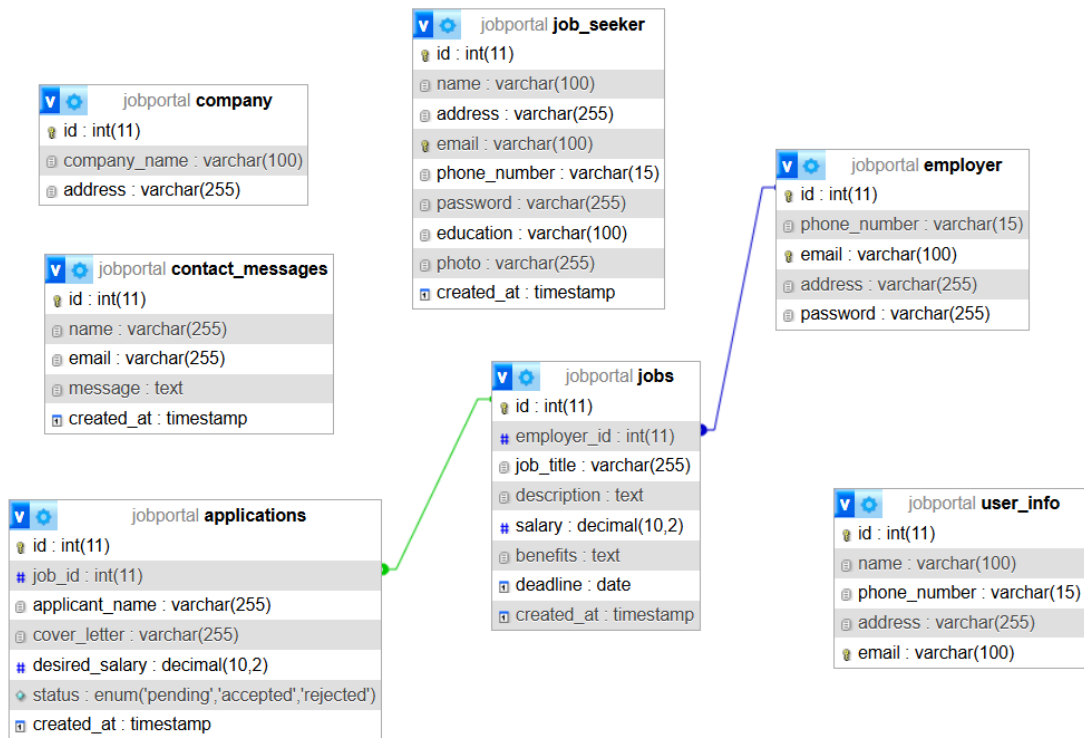 jobportal job_seeker
id : int(11)
name : varchar(100)
address : varchar(255)
email : varchar(100)
phone_number : varchar(15)
password : varchar(255)
education : varchar(100)
photo : varchar(255)
created_at : timestamp
v jobportal company
id : int(11)
company_name : varchar(100)
address : varchar(255)
v jobportal employer
id : int(11)
phone_number : varchar(15)
email : varchar(100)
address : varchar(255)
password : varchar(255)
v jobportal contact_messages
id : int(11)
name : varchar(255)
email : varchar(255)
message : text
created_at : timestamp
v jobportal jobs
id : int(11)
# employer_id : int(11)
job_title : varchar(255)
description : text
# salary : decimal(10,2)
benefits : text
deadline : date
created_at : timestamp
v jobportal applications
id : int(11)
# job_id : int(11)
applicant_name : varchar(255)
cover_letter : varchar(255)
# desired_salary : decimal(10,2)
status : enum('pending','accepted','rejected')
created_at : timestamp
v jobportal user_info
id : int(11)
name : varchar(100)
phone_number : varchar(15)
address : varchar(255)
email : varchar(100)